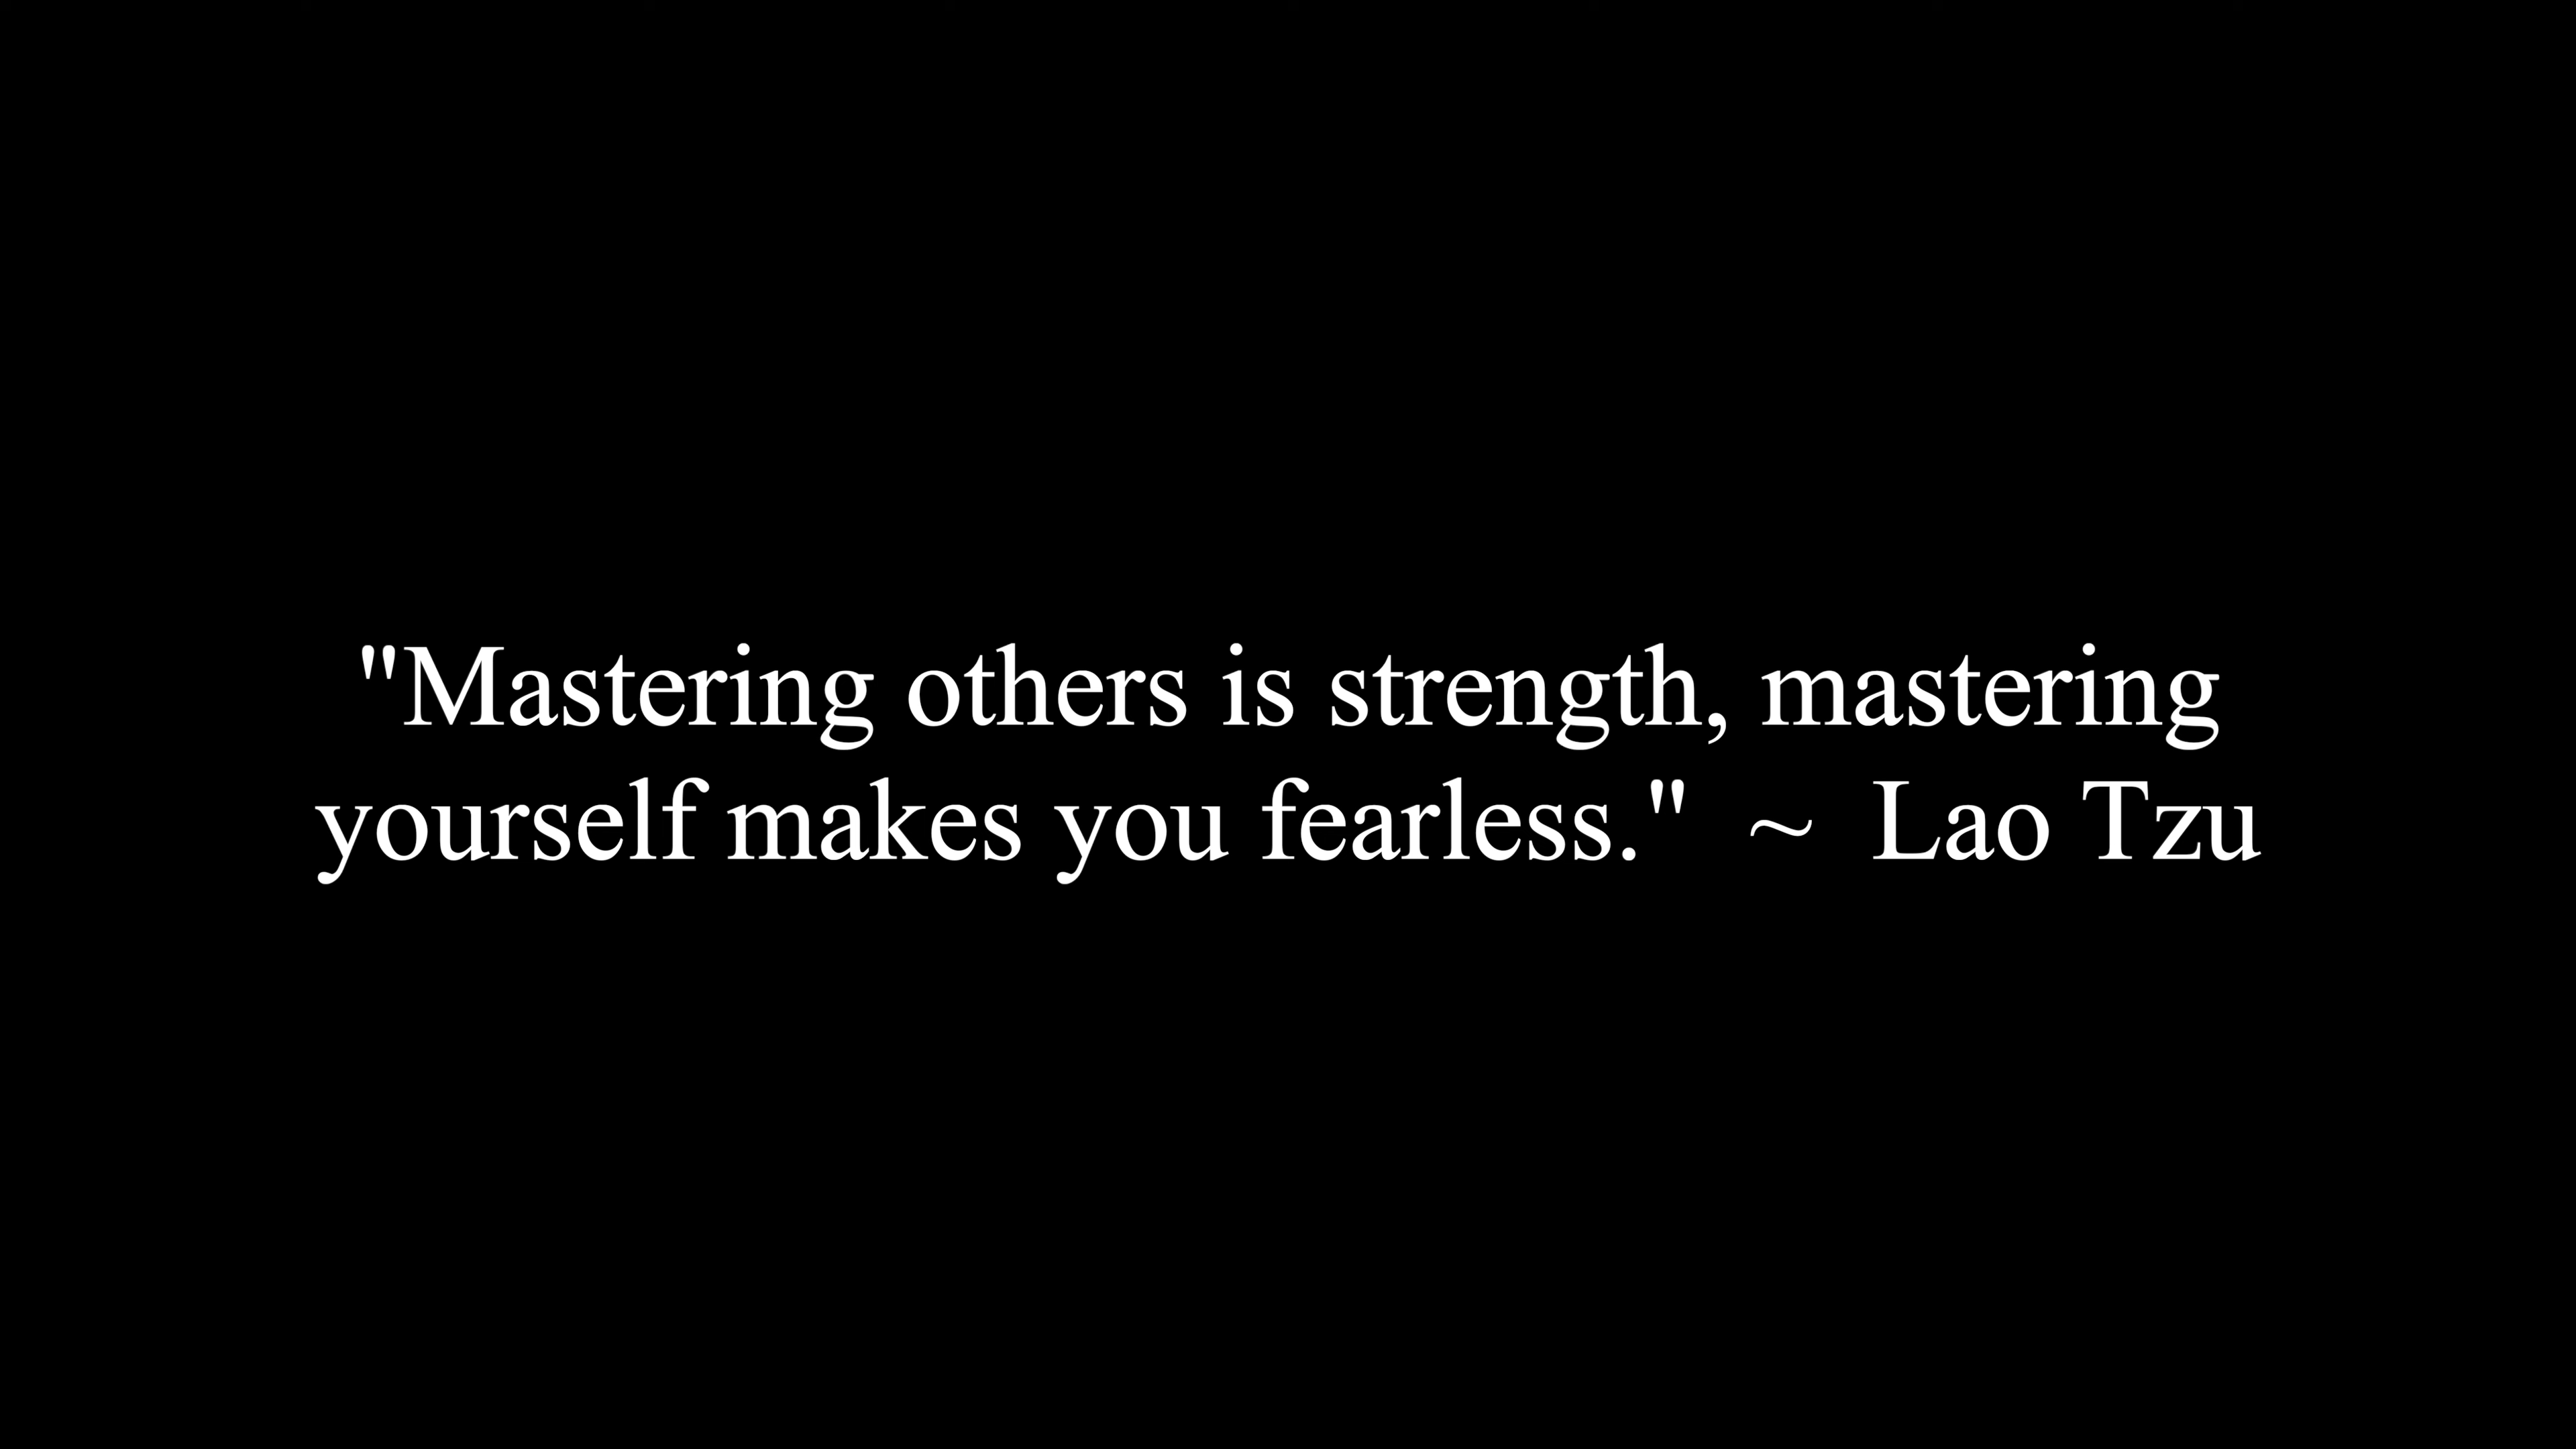 "Mastering others is strength, mastering
yourself makes you fearless."  ~  Lao Tzu